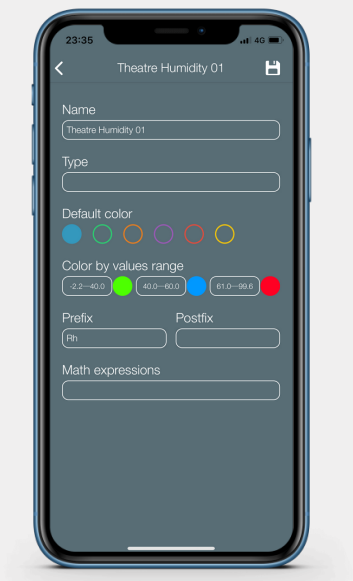 23:35
4G
Theatre Humidity 01
Name
Theatre Humidity 01
Type
Default color
Color by values range
-2.2—40.0 40.0—60.0 61.0—99.6
Prefix Postfix
Rh
Math expressions